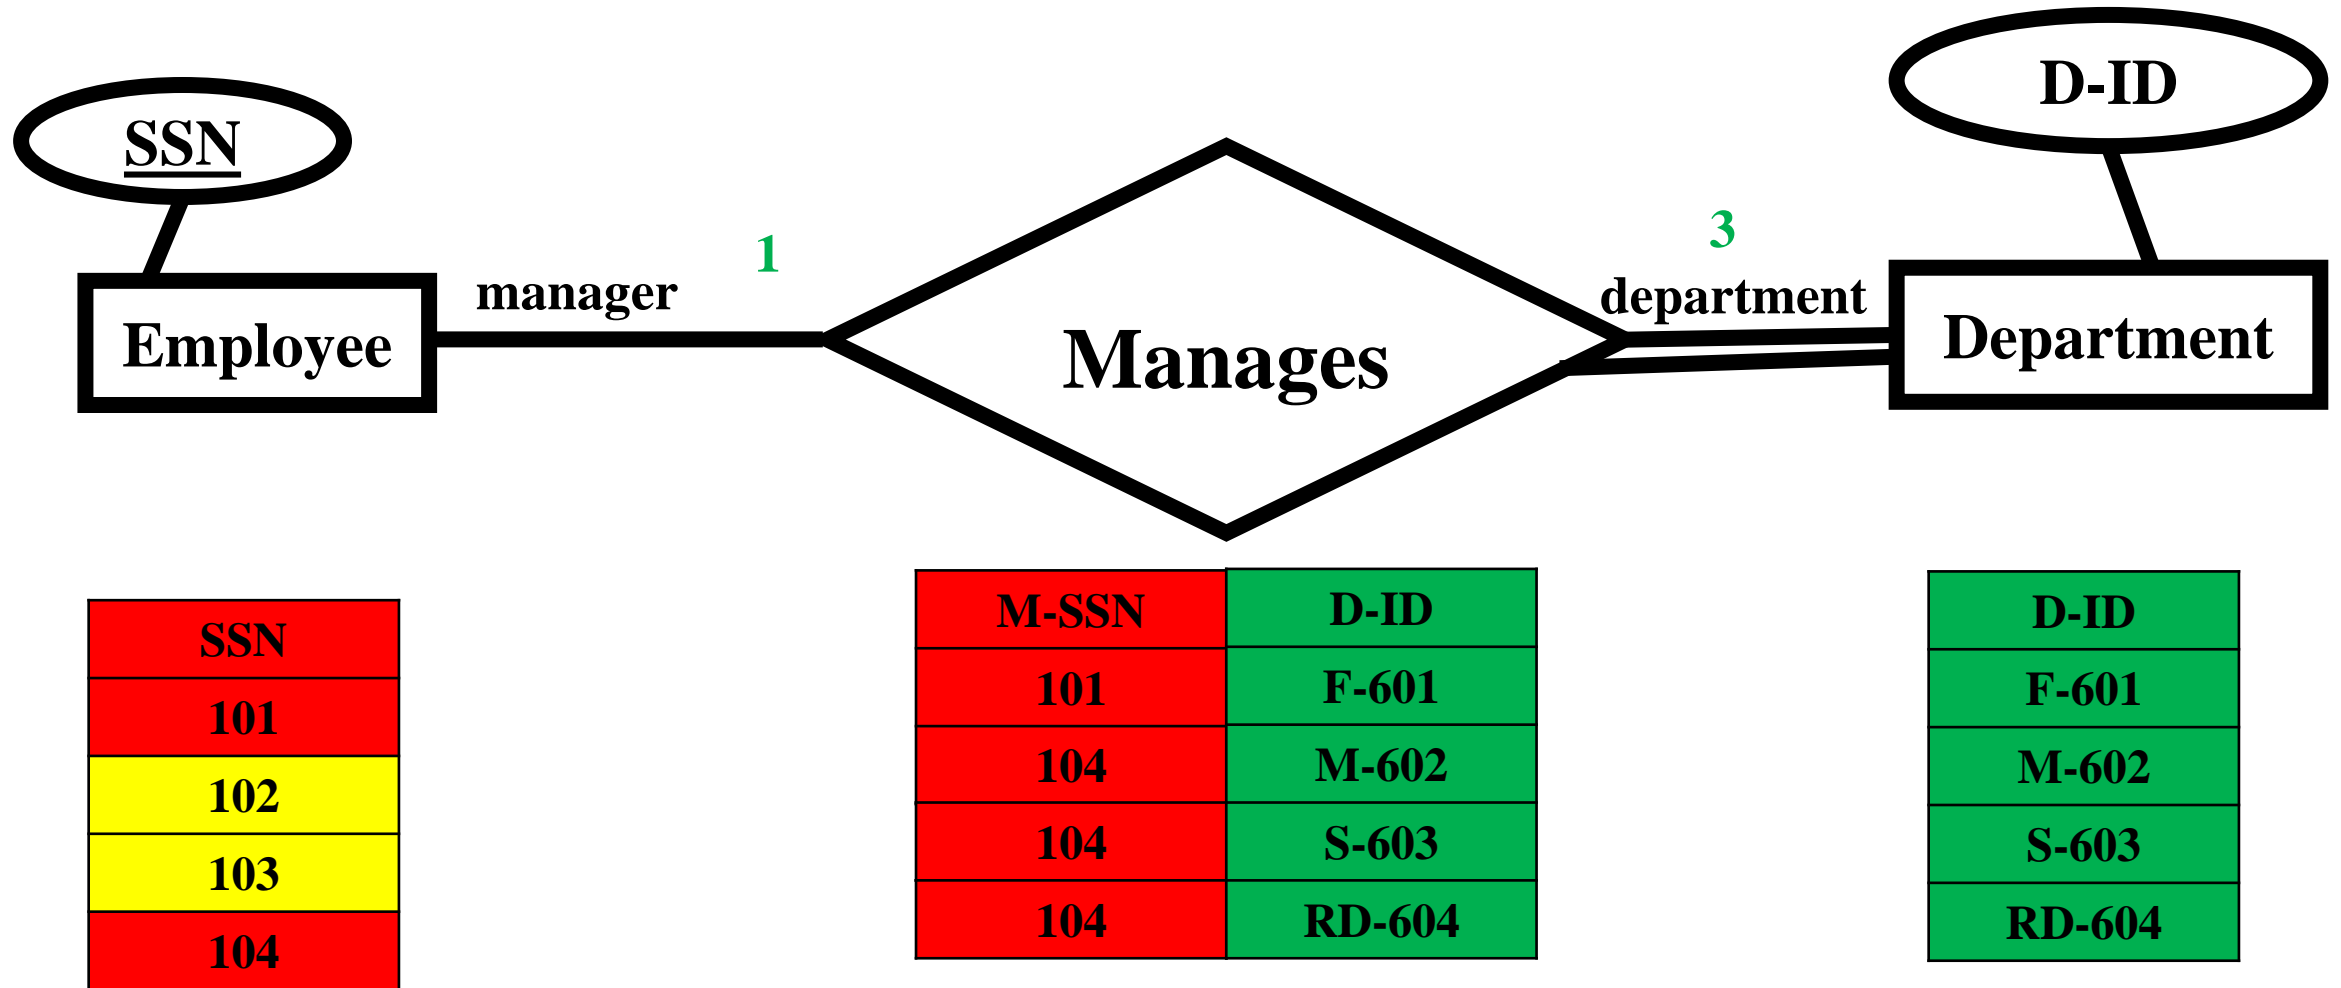 D-ID
SSN
1
3
manager
department
Employee
Manages
Department
SSN
101
102
103
104
M-SSN D-ID
101 F-601
104 M-602
104 S-603
104 RD-604
D-ID
F-601
M-602
S-603
RD-604